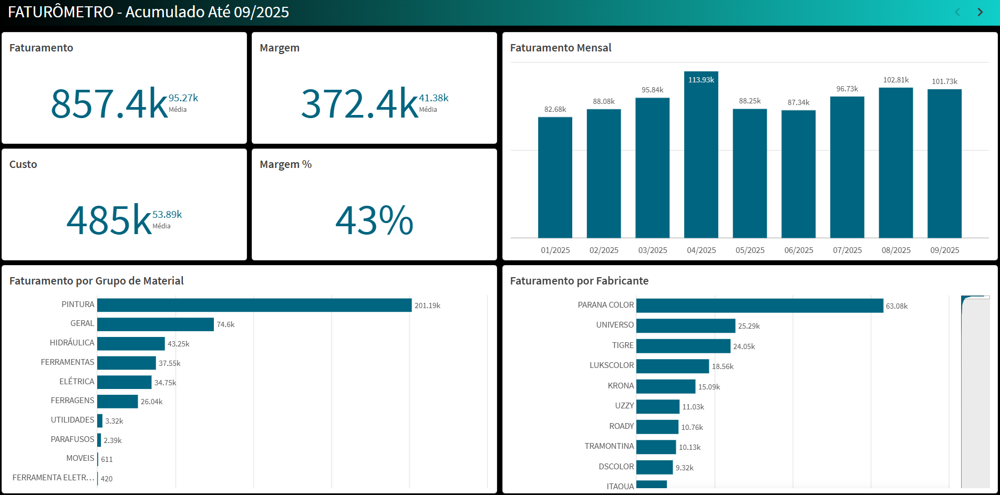 FATURÔMETRO - Acumulado Até 09/2025
Faturamento
857.4k
95.27k
Média
Margem
372.4k
41.38k
Média
Custo
485k
53.89k
Média
Margem %
43%
Faturamento Mensal
82.68k
88.08k
95.84k
113.93k
88.25k
87.34k
96.73k
102.81k
101.73k
01/2025
02/2025
03/2025
04/2025
05/2025
06/2025
07/2025
08/2025
09/2025
Faturamento por Grupo de Material
PINTURA 201.19k
GERAL 74.6k
HIDRÁULICA 43.25k
FERRAMENTAS 37.55k
ELÉTRICA 34.75k
FERRAGENS 26.04k
UTILIDADES 3.32k
PARAFUSOS 2.39k
MOVEIS 611
FERRAMENTA ELETR... 420
Faturamento por Fabricante
PARANA COLOR 63.08k
UNIVERSO 25.29k
TIGRE 24.05k
LUKSCOLOR 18.56k
KRONA 15.09k
UZZY 11.03k
ROADY 10.76k
TRAMONTINA 10.13k
DSCOLOR 9.32k